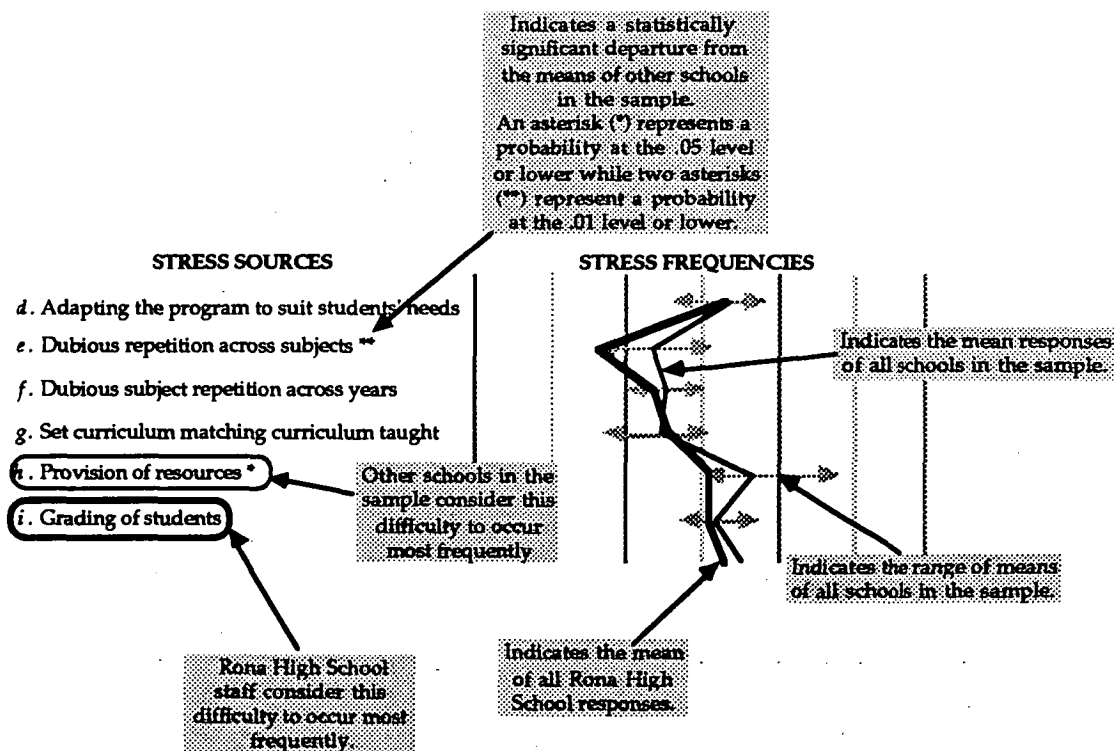 Indicates a statistically
significant departure from
the means of other schools
in the sample.
An asterisk (*) represents a
probability at the .05 level
or lower while two asterisks
(**) represent a probability
at the .01 level or lower.
STRESS SOURCES
STRESS FREQUENCIES
d. Adapting the program to suit students' needs
e. Dubious repetition across subjects **
f. Dubious subject repetition across years
g. Set curriculum matching curriculum taught
h. Provision of resources *
i. Grading of students
Indicates the mean responses
of all schools in the sample.
Other schools in the
sample consider this
difficulty to occur
most frequently
Indicates the range of means
of all schools in the sample.
Rona High School
staff consider this
difficulty to occur most
frequently.
Indicates the mean
of all Rona High
School responses.